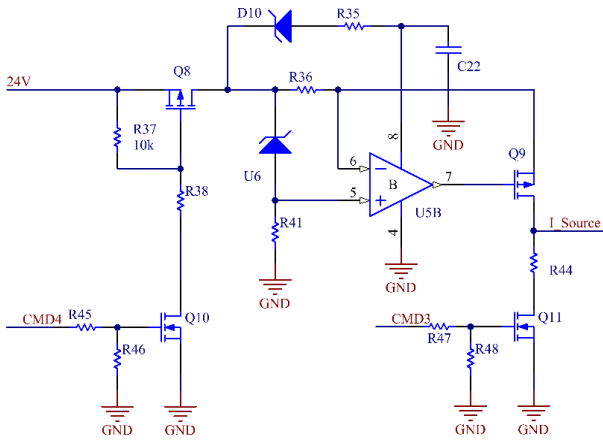 D10
R35
Q8
C22
24V
R36
GND
R37
10k
8
Q9
6
U6
B
7
R38
5
U5B
I_Source
R41
4
R44
GND
GND
CMD4
R45
Q10
CMD3
Q11
R47
R46
R48
GND
GND
GND
GND